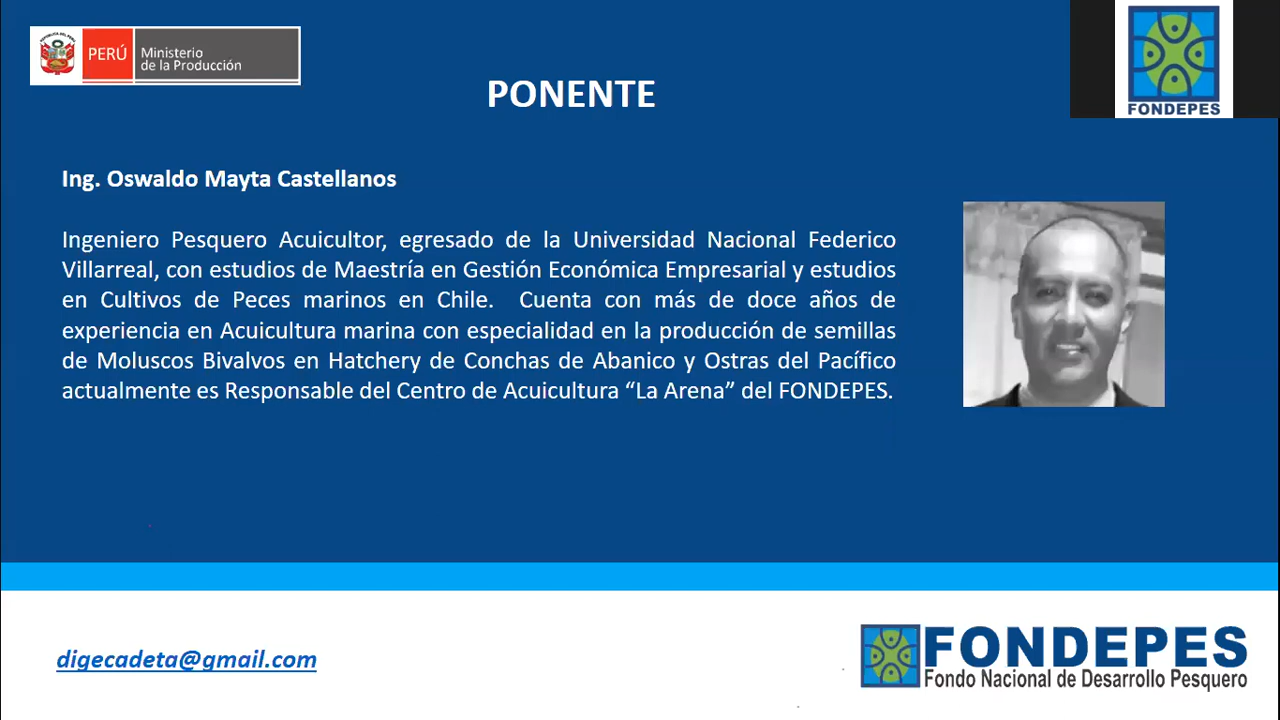 PERÚ
Ministerio
de la Producción
FONDEPES
PONENTE
Ing. Oswaldo Mayta Castellanos
Ingeniero Pesquero Acuicultor, egresado de la Universidad Nacional Federico
Villarreal, con estudios de Maestría en Gestión Económica Empresarial y estudios
en Cultivos de Peces marinos en Chile. Cuenta con más de doce años de
experiencia en Acuicultura marina con especialidad en la producción de semillas
de Moluscos Bivalvos en Hatchery de Conchas de Abanico y Ostras del Pacífico
actualmente es Responsable del Centro de Acuicultura “La Arena” del FONDEPES.
digecadeta@gmail.com
FONDEPES
Fondo Nacional de Desarrollo Pesquero